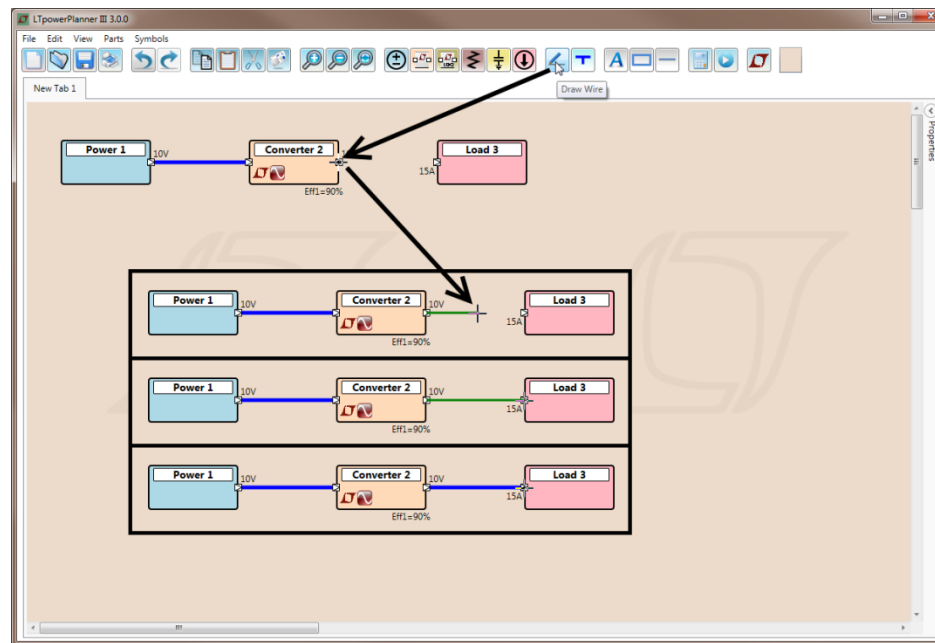 LTpowerPlanner III 3.0.0
File Edit View Parts Symbols
Draw Wire
New Tab 1
Properties
Power 1 10V Converter 2 Load 3
15A
Eff1=90%
Power 1 10V Converter 2 10V Load 3
15A
Eff1=90%
Power 1 10V Converter 2 10V Load 3
15A
Eff1=90%
Power 1 10V Converter 2 10V Load 3
15A
Eff1=90%